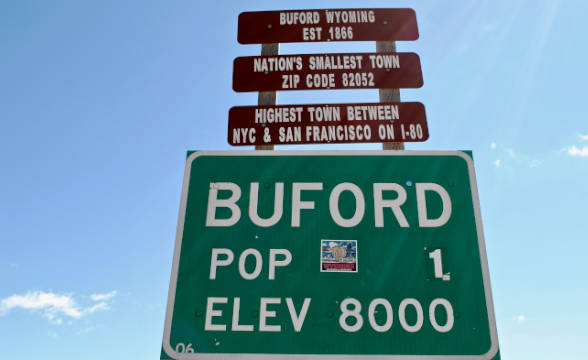 BUFORD WYOMING
EST 1866
NATION'S SMALLEST TOWN
ZIP CODE 82052
HIGHEST TOWN BETWEEN
NYC & SAN FRANCISCO ON I-80
BUFORD
POP 1
ELEV 8000
06